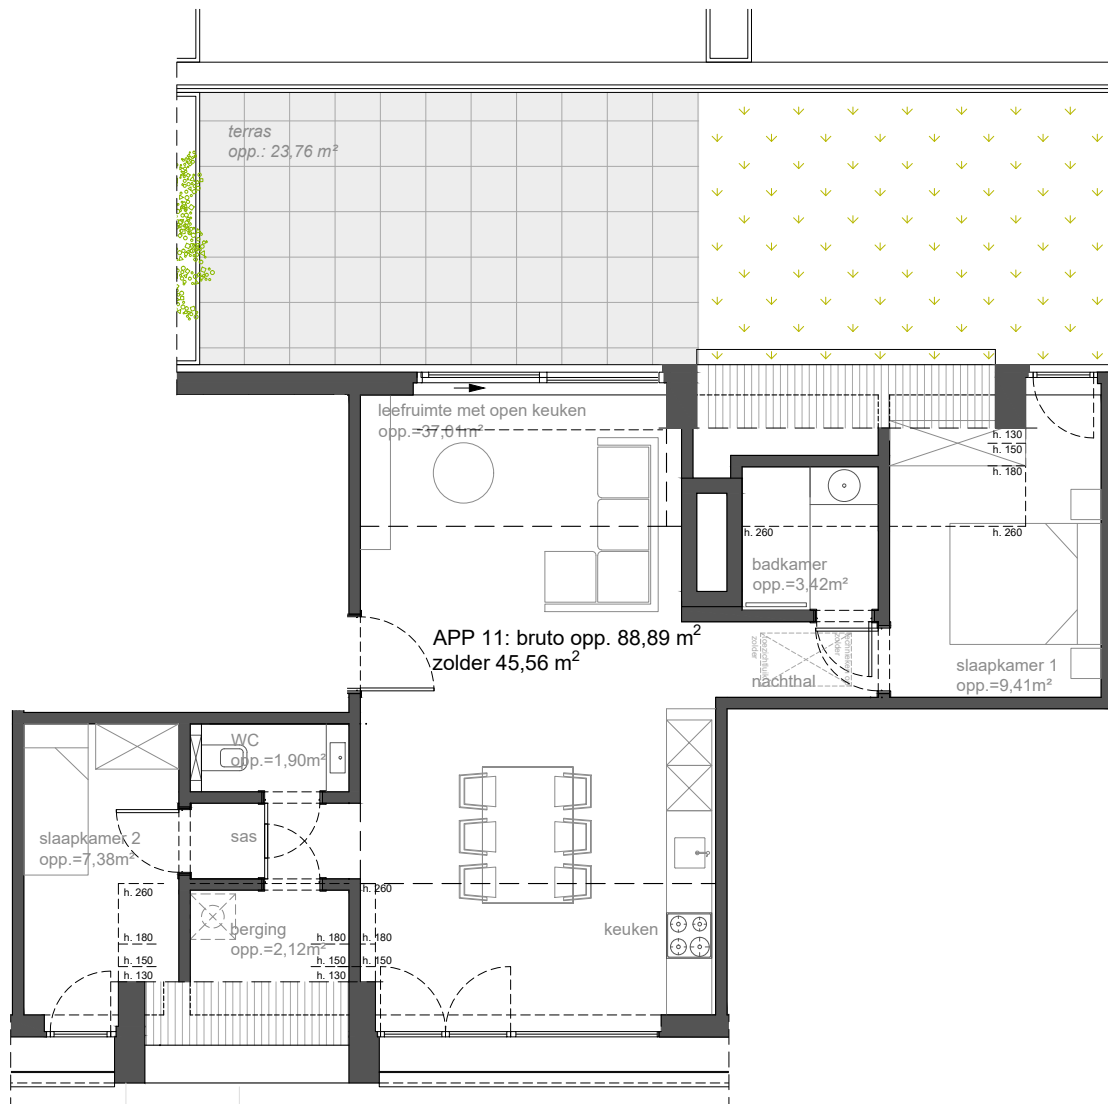 terras
opp.: 23,76 m²
leefruimte met open keuken
opp.=37,01m²
h. 130
h. 150
h. 180
h. 260
h. 260
badkamer
opp.=3,42m²
APP 11: bruto opp. 88,89 m²
zolder 45,56 m²
zolder
zolder
nachthal
slaapkamer 1
opp.=9,41m²
WC
opp.=1,90m²
slaapkamer 2
opp.=7,38m²
sas
h. 260
h. 260
berging
opp.=2,12m²
keuken
h. 180
h. 180
h. 180
h. 150
h. 150
h. 150
h. 130
h. 130